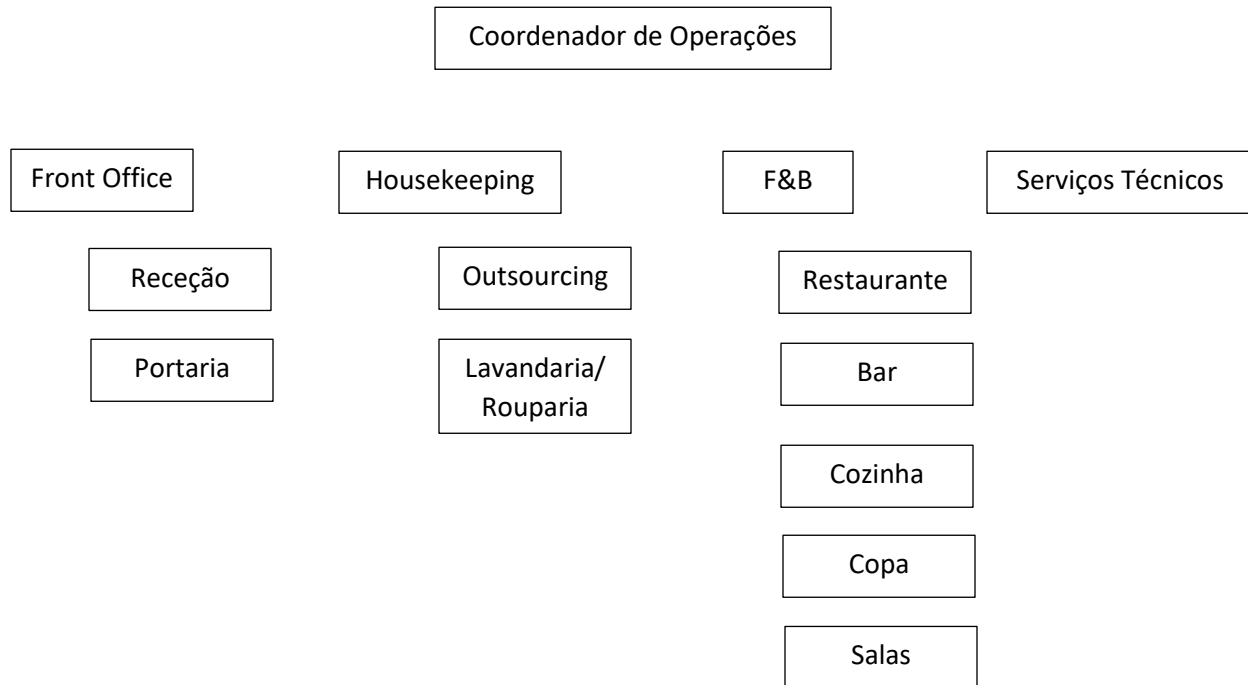 Coordenador de Operações
Front Office
Housekeeping
F&B
Serviços Técnicos
Receção
Outsourcing
Restaurante
Portaria
Lavandaria/
Rouparia
Bar
Cozinha
Copa
Salas